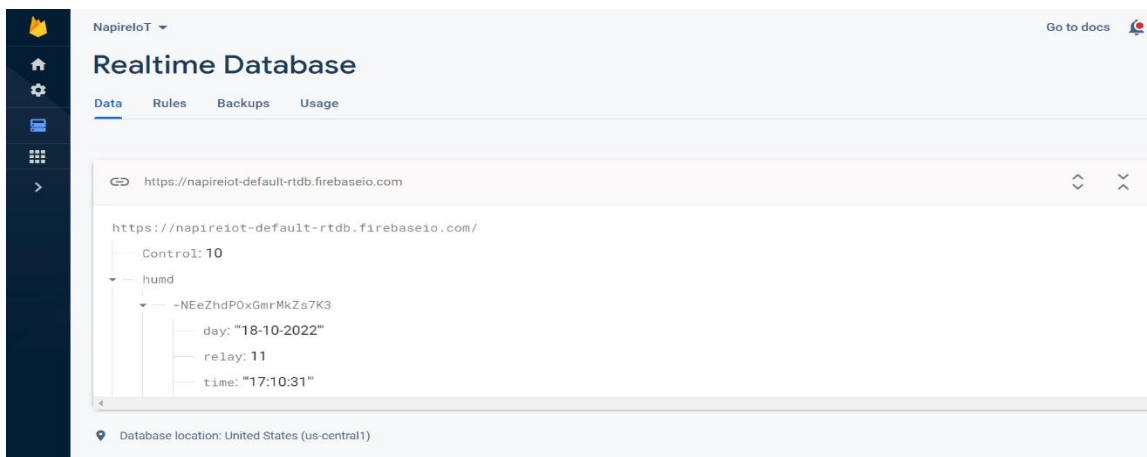 NapireIoT
Go to docs
Realtime Database
Data Rules Backups Usage
https://napireiot-default-rtdb.firebaseio.com
https://napireiot-default-rtdb.firebaseio.com/
Control: 10
humd
-NEeZhdPOxGmrMkZs7K3
day: "'18-10-2022'"
relay: 11
time: "'17:10:31'"
Database location: United States (us-central1)